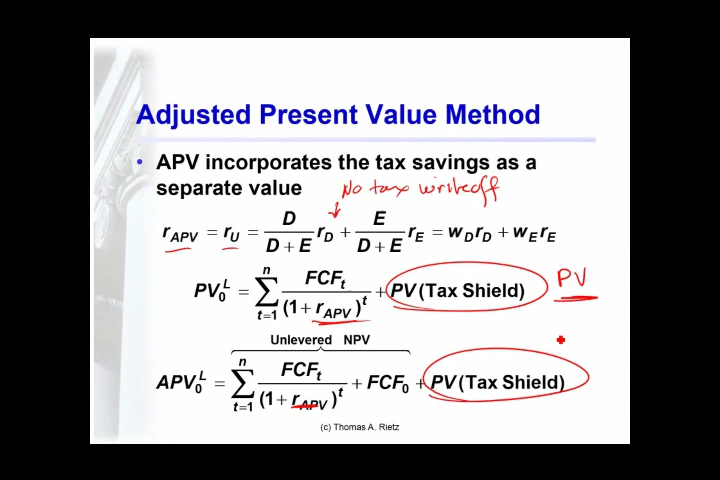 Adjusted Present Value Method
• APV incorporates the tax savings as a
separate value
No tax writeoff
r_APV = r_U = D/(D + E) r_D + E/(D + E) r_E = w_D r_D + w_E r_E
PV_0^L = ∑_{t=1}^{n} FCF_t/(1 + r_APV)^t + PV(Tax Shield)
PV
Unlevered NPV
APV_0^L = ∑_{t=1}^{n} FCF_t/(1 + r_APV)^t + FCF_0 + PV(Tax Shield)
(c) Thomas A. Rietz